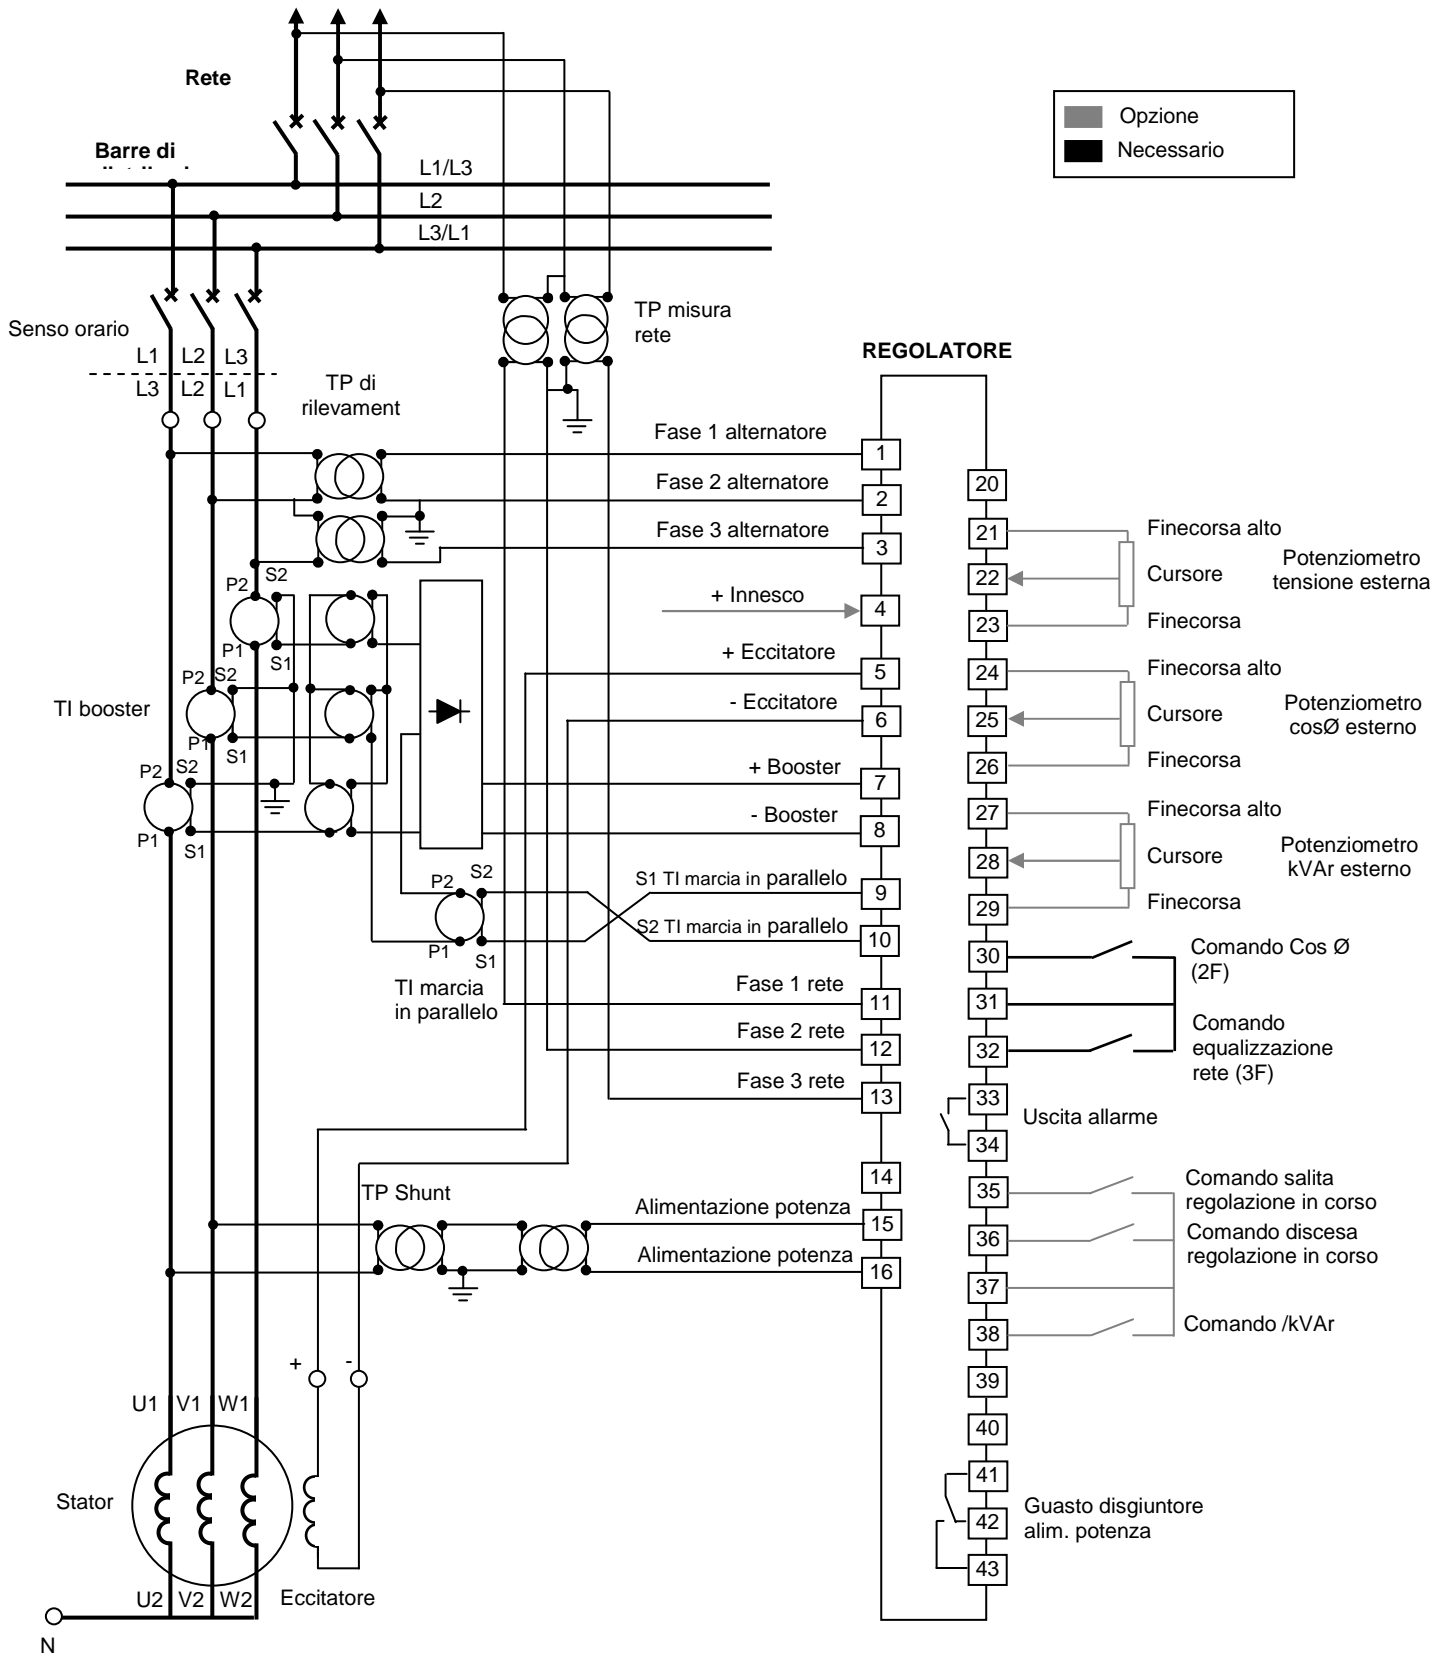 Rete
Opzione
Necessario
Barre di
L1/L3
L2
L3/L1
Senso orario
L1 L2 L3
L3 L2 L1
TP misura
rete
TP di
rilevament
REGOLATORE
Fase 1 alternatore
1
Fase 2 alternatore
2
Fase 3 alternatore
3
+ Innesco
4
+ Eccitatore
5
- Eccitatore
6
+ Booster
7
- Booster
8
S1 TI marcia in parallelo
9
S2 TI marcia in parallelo
10
Fase 1 rete
11
Fase 2 rete
12
Fase 3 rete
13
14
Alimentazione potenza
15
Alimentazione potenza
16
20
21
Finecorsa alto
22
Cursore
23
Finecorsa
Potenziometro
tensione esterna
24
Finecorsa alto
25
Cursore
26
Finecorsa
Potenziometro
cosØ esterno
27
Finecorsa alto
28
Cursore
29
Finecorsa
Potenziometro
kVAr esterno
30
Comando Cos Ø
(2F)
31
32
Comando
equalizzazione
rete (3F)
33
34
Uscita allarme
35
Comando salita
regolazione in corso
36
Comando discesa
regolazione in corso
37
38
Comando /kVAr
39
40
41
42
43
Guasto disgiuntore
alim. potenza
P2 S2
P1 S1
P2 S2
P1 S1
TI booster
P2 S2
P1 S1
P2 S2
P1 S1
TI marcia
in parallelo
TP Shunt
+ -
U1 V1 W1
Stator
U2 V2 W2
Eccitatore
N